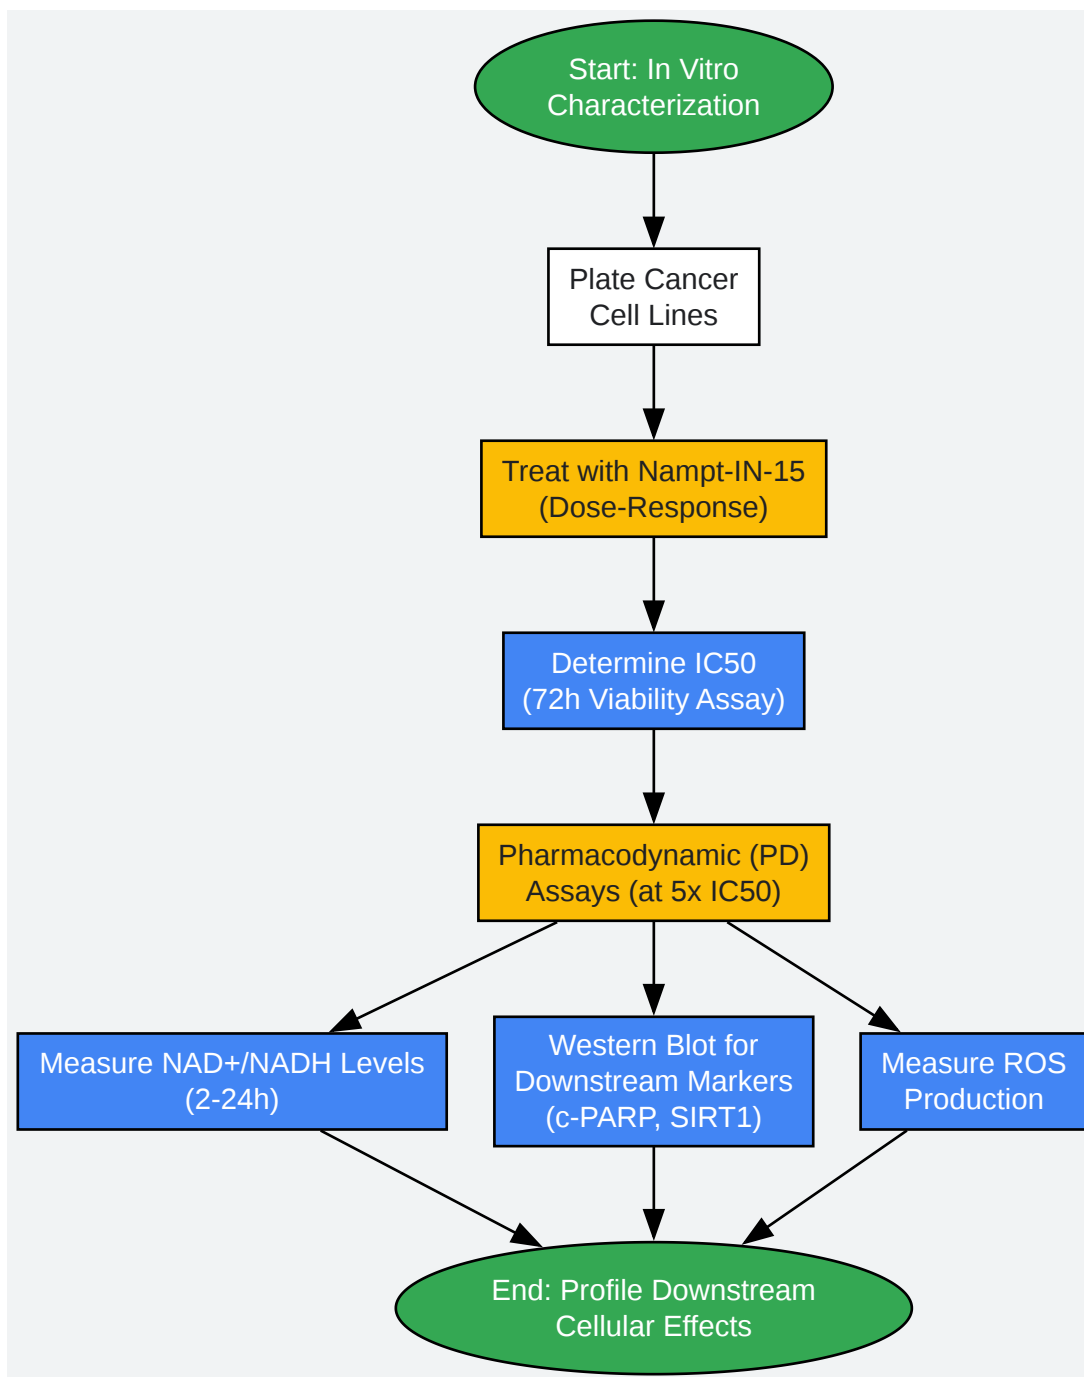 Start: In Vitro
Characterization
Plate Cancer
Cell Lines
Treat with Nampt-IN-15
(Dose-Response)
Determine IC50
(72h Viability Assay)
Pharmacodynamic (PD)
Assays (at 5x IC50)
Measure NAD+/NADH Levels
(2-24h)
Western Blot for
Downstream Markers
(c-PARP, SIRT1)
Measure ROS
Production
End: Profile Downstream
Cellular Effects